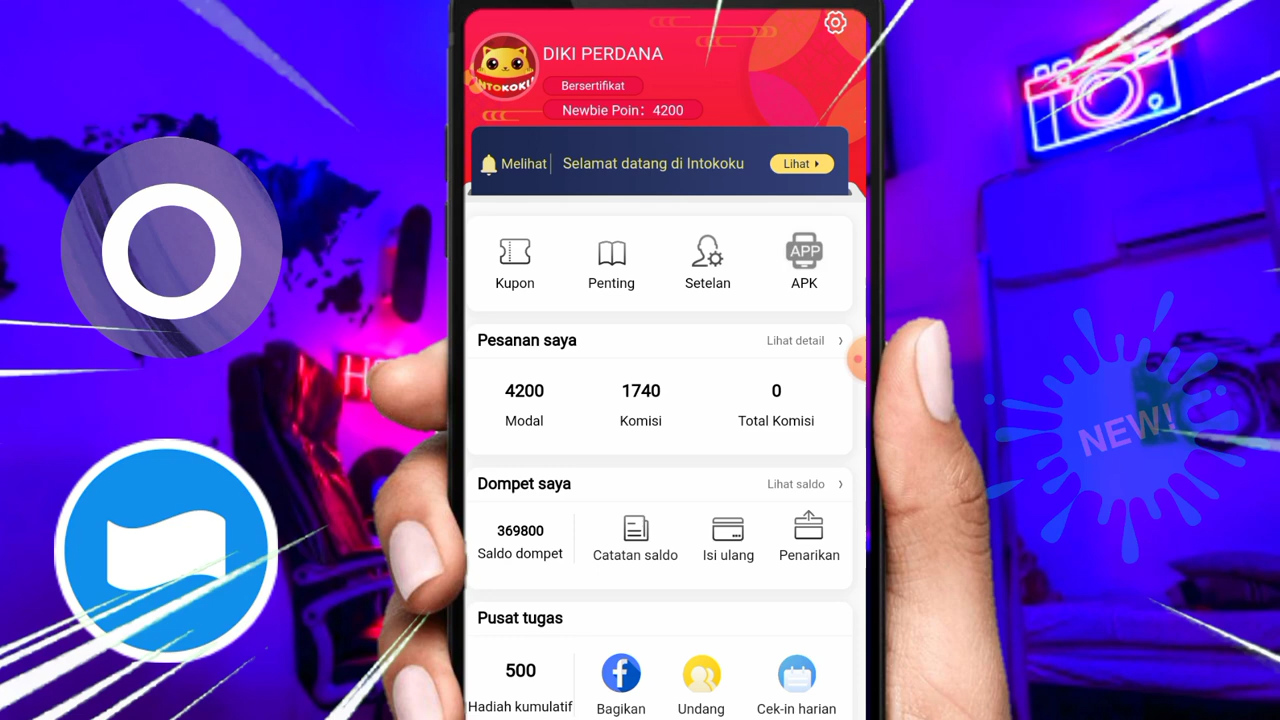 DIKI PERDANA
Bersertifikat
Newbie Poin: 4200
Melihat
Selamat datang di Intokoku
Lihat
Kupon
Penting
Setelan
APP
APK
Pesanan saya
Lihat detail
4200
1740
0
Modal
Komisi
Total Komisi
Dompet saya
Lihat saldo
369800
Saldo dompet
Catatan saldo
Isi ulang
Penarikan
Pusat tugas
500
Hadiah kumulatif
Bagikan
Undang
Cek-in harian
NEW!